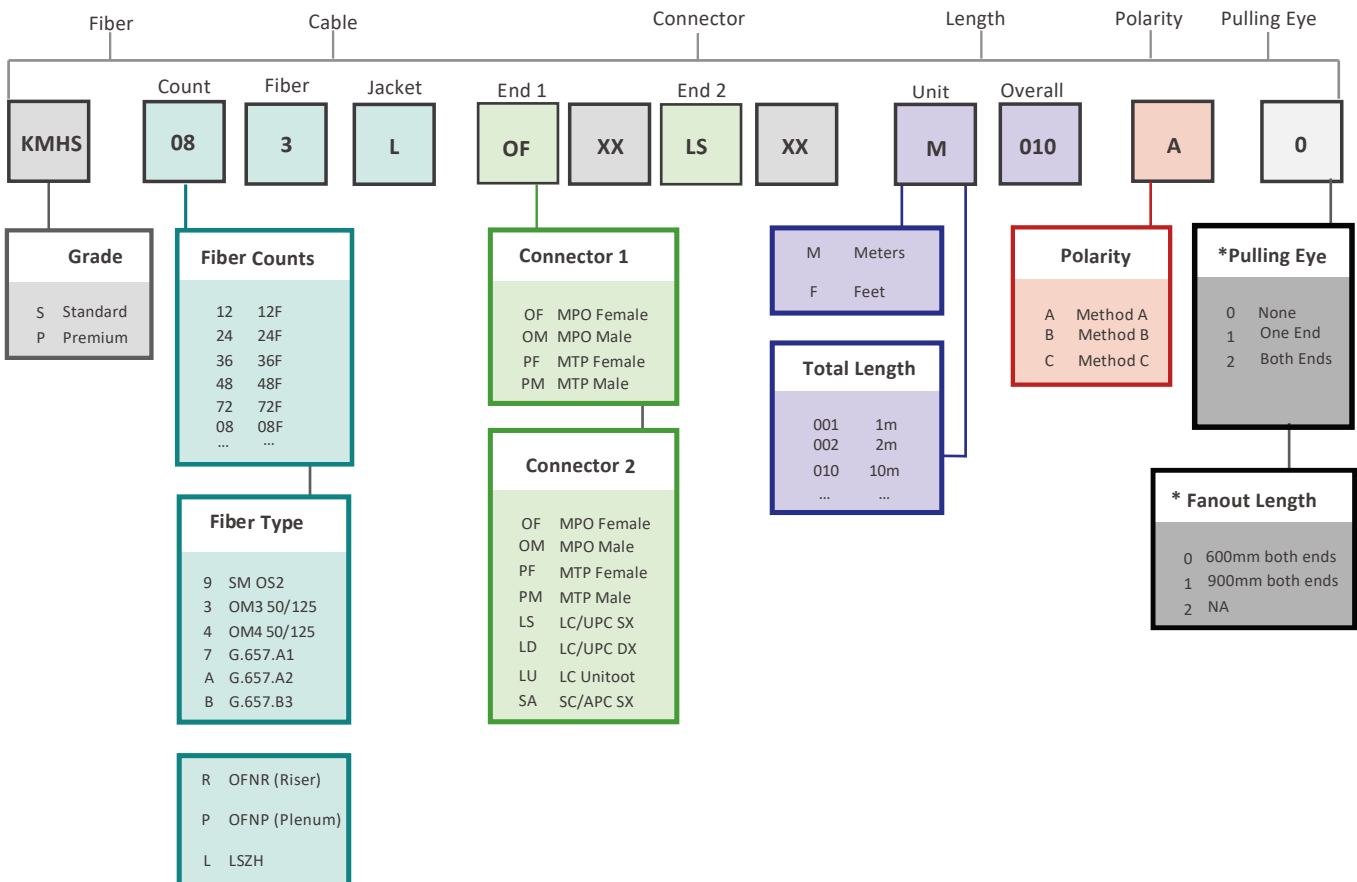 Fiber Cable Connector Length Polarity Pulling Eye
Count Fiber Jacket End 1 End 2 Unit Overall
KMHS 08 3 L OF XX LS XX M 010 A 0
Grade
S Standard
P Premium
Fiber Counts
12 12F
24 24F
36 36F
48 48F
72 72F
08 08F
... ...
Fiber Type
9 SM OS2
3 OM3 50/125
4 OM4 50/125
7 G.657.A1
A G.657.A2
B G.657.B3
R OFNR (Riser)
P OFNP (Plenum)
L LSZH
Connector 1
OF MPO Female
OM MPO Male
PF MTP Female
PM MTP Male
Connector 2
OF MPO Female
OM MPO Male
PF MTP Female
PM MTP Male
LS LC/UPC SX
LD LC/UPC DX
LU LC Unitoot
SA SC/APC SX
M Meters
F Feet
Total Length
001 1m
002 2m
010 10m
... ...
Polarity
A Method A
B Method B
C Method C
*Pulling Eye
0 None
1 One End
2 Both Ends
* Fanout Length
0 600mm both ends
1 900mm both ends
2 NA